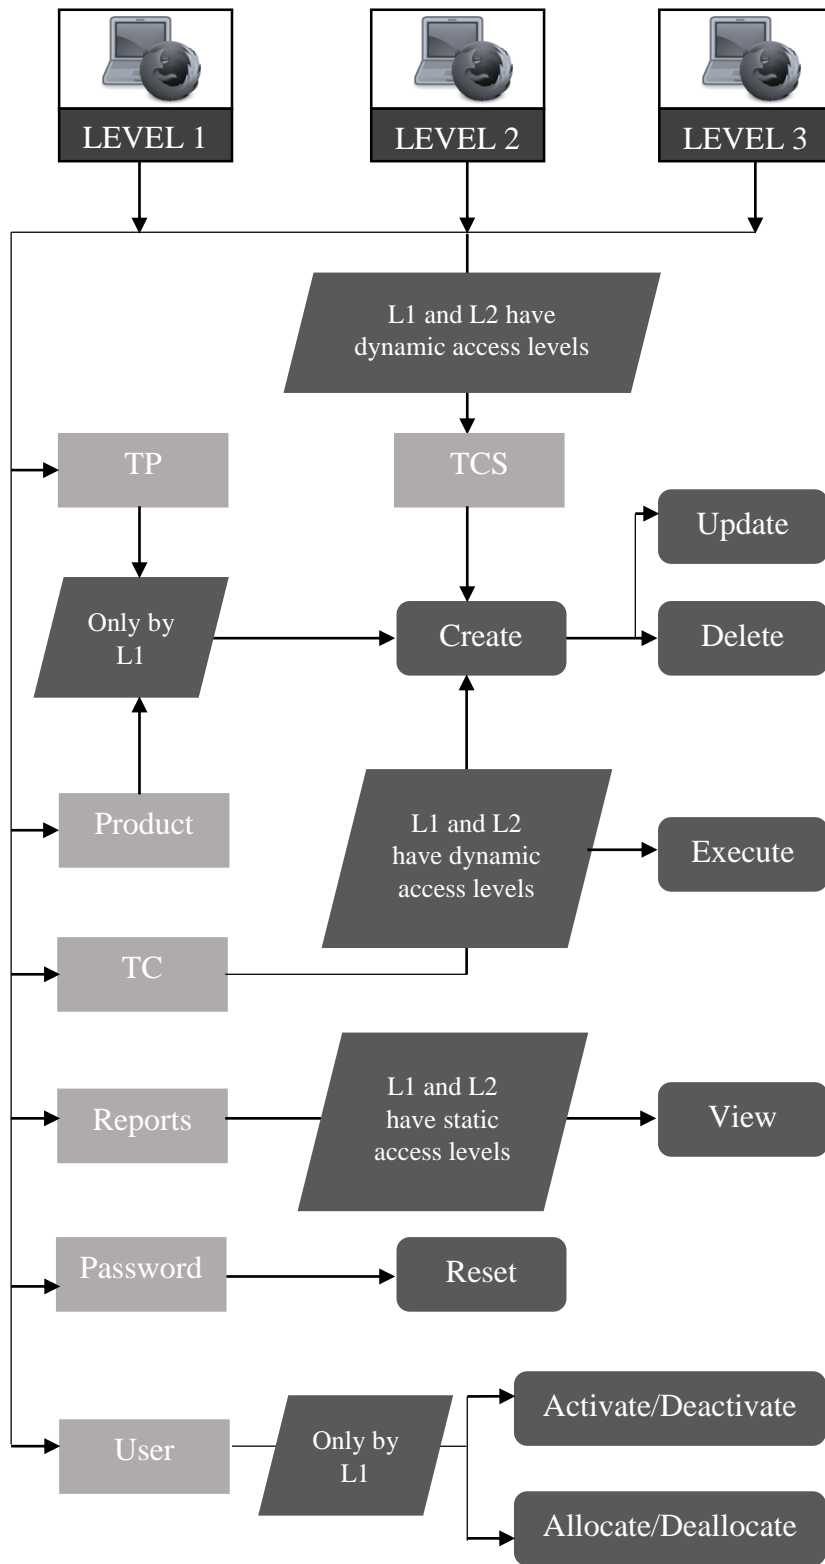 LEVEL 1
LEVEL 2
LEVEL 3
L1 and L2 have
dynamic access levels
TP
TCS
Update
Only by
L1
Create
Delete
Product
L1 and L2
have dynamic
access levels
Execute
TC
Reports
L1 and L2
have static
access levels
View
Password
Reset
User
Only by
L1
Activate/Deactivate
Allocate/Deallocate